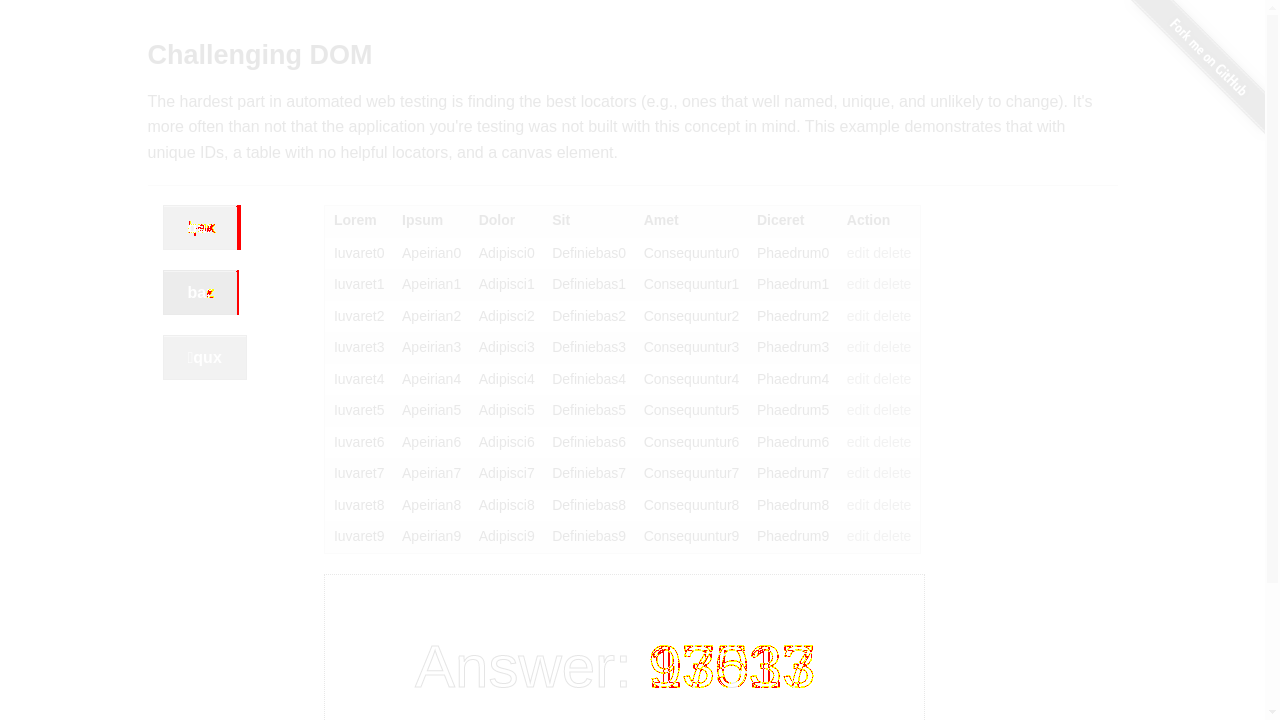 Fork me on GitHub
Challenging DOM
The hardest part in automated web testing is finding the best locators (e.g., ones that well named, unique, and unlikely to change). It's
more often than not that the application you're testing was not built with this concept in mind. This example demonstrates that with
unique IDs, a table with no helpful locators, and a canvas element.
qux
Lorem Ipsum Dolor Sit Amet Diceret Action
Iuvaret0 Apeirian0 Adipisci0 Definiebas0 Consequuntur0 Phaedrum0 edit delete
Iuvaret1 Apeirian1 Adipisci1 Definiebas1 Consequuntur1 Phaedrum1 edit delete
Iuvaret2 Apeirian2 Adipisci2 Definiebas2 Consequuntur2 Phaedrum2 edit delete
Iuvaret3 Apeirian3 Adipisci3 Definiebas3 Consequuntur3 Phaedrum3 edit delete
Iuvaret4 Apeirian4 Adipisci4 Definiebas4 Consequuntur4 Phaedrum4 edit delete
Iuvaret5 Apeirian5 Adipisci5 Definiebas5 Consequuntur5 Phaedrum5 edit delete
Iuvaret6 Apeirian6 Adipisci6 Definiebas6 Consequuntur6 Phaedrum6 edit delete
Iuvaret7 Apeirian7 Adipisci7 Definiebas7 Consequuntur7 Phaedrum7 edit delete
Iuvaret8 Apeirian8 Adipisci8 Definiebas8 Consequuntur8 Phaedrum8 edit delete
Iuvaret9 Apeirian9 Adipisci9 Definiebas9 Consequuntur9 Phaedrum9 edit delete
Answer: